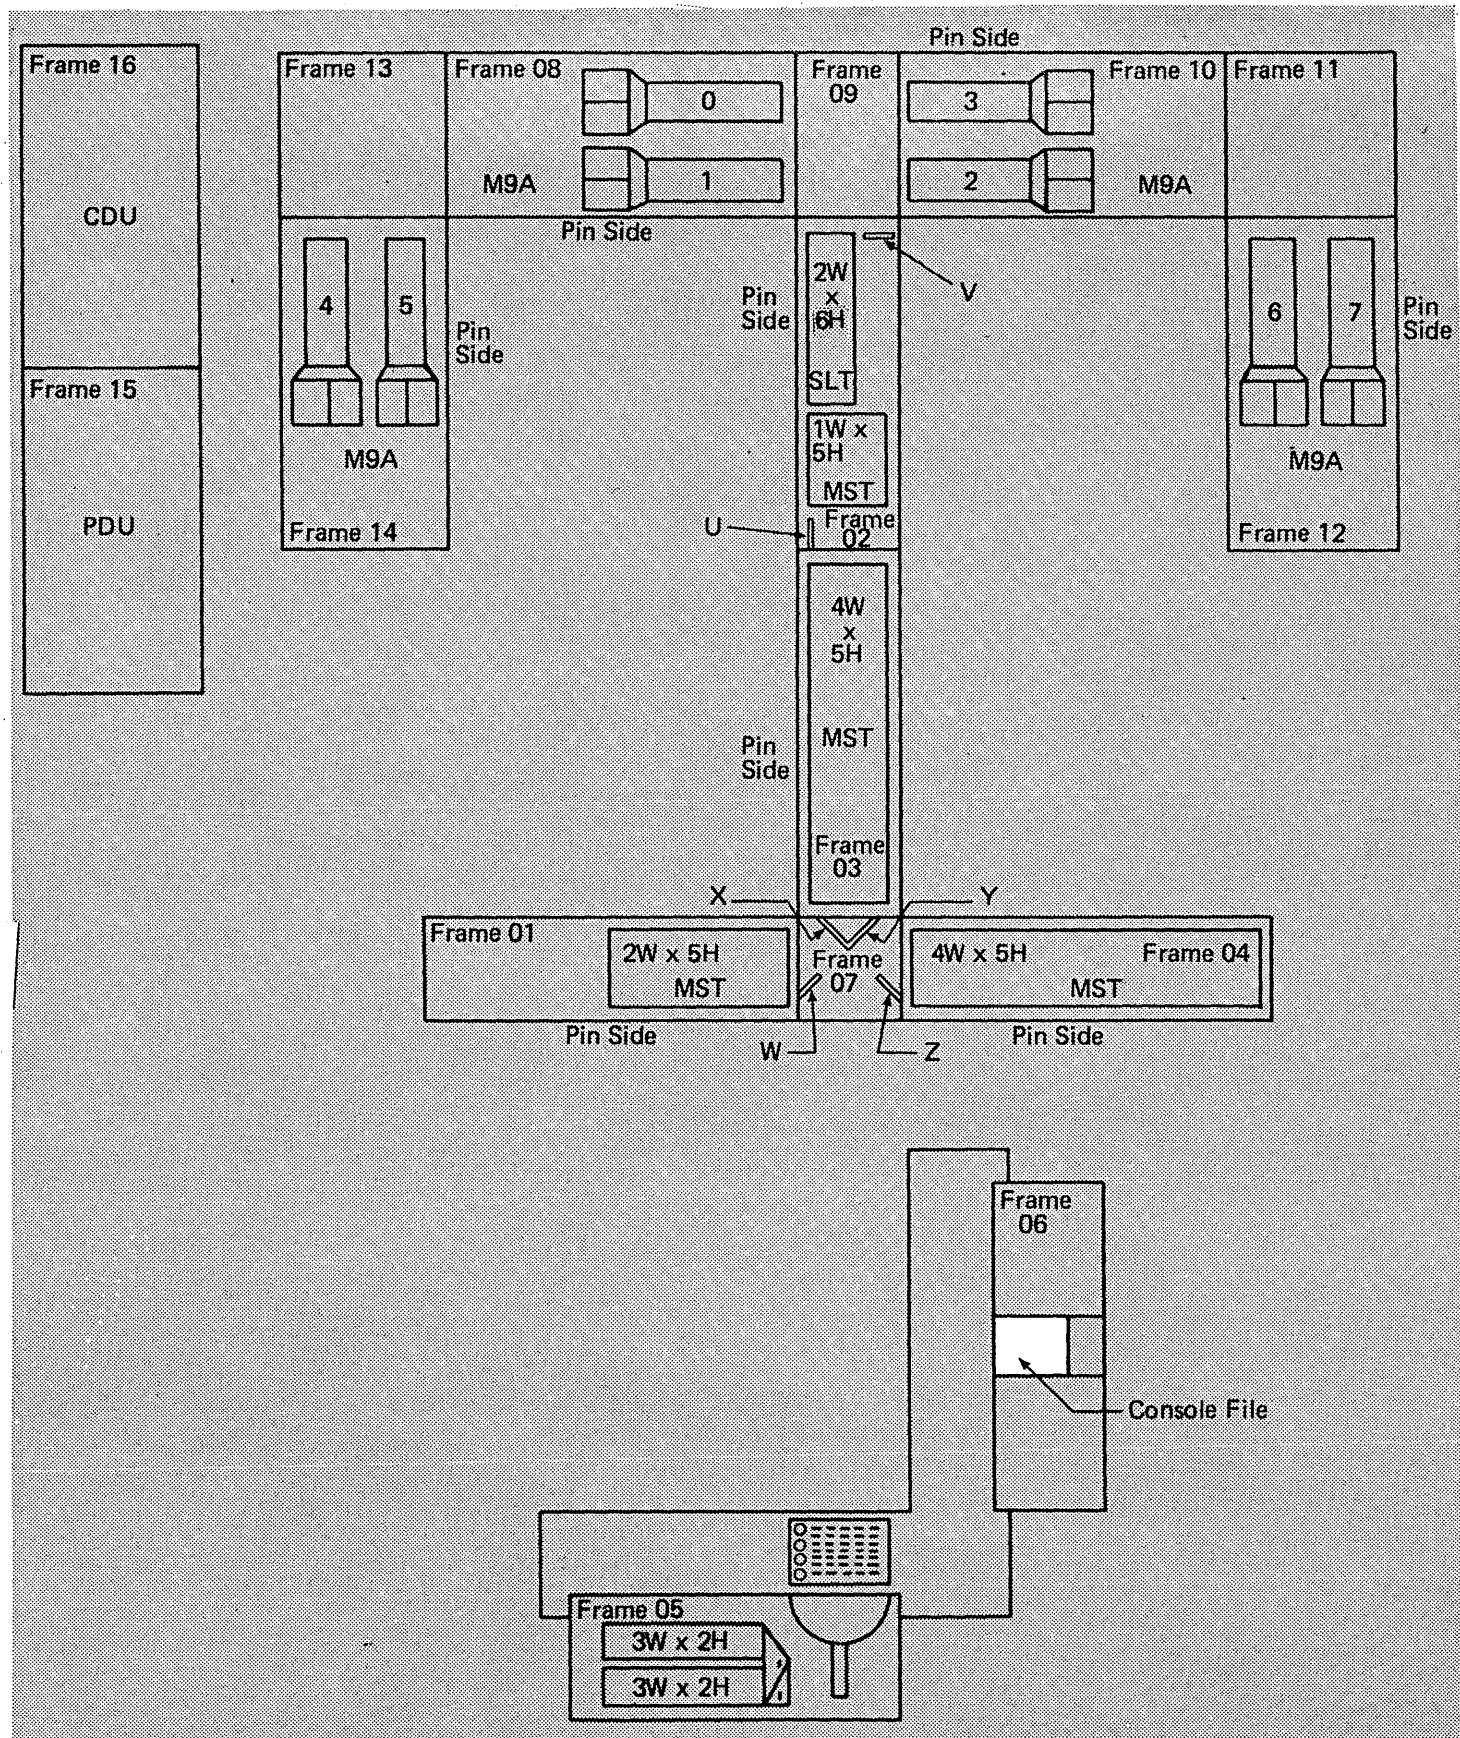 Pin Side
Frame 16
CDU
Frame 15
PDU
Frame 13
Frame 08
0
1
M9A
Pin Side
Frame
09
3
2
Frame 10
M9A
Frame 11
4
5
Pin
Side
M9A
Frame 14
Pin
Side
2W
x
6H
SLT
V
1W x
5H
MST
U
Frame
02
6
7
Pin
Side
M9A
Frame 12
4W
x
5H
MST
Pin
Side
Frame
03
X
Y
Frame 01
2W x 5H
MST
Frame
07
4W x 5H
Frame 04
MST
Pin Side
W
Z
Pin Side
Frame
06
Console File
Frame 05
3W x 2H
3W x 2H